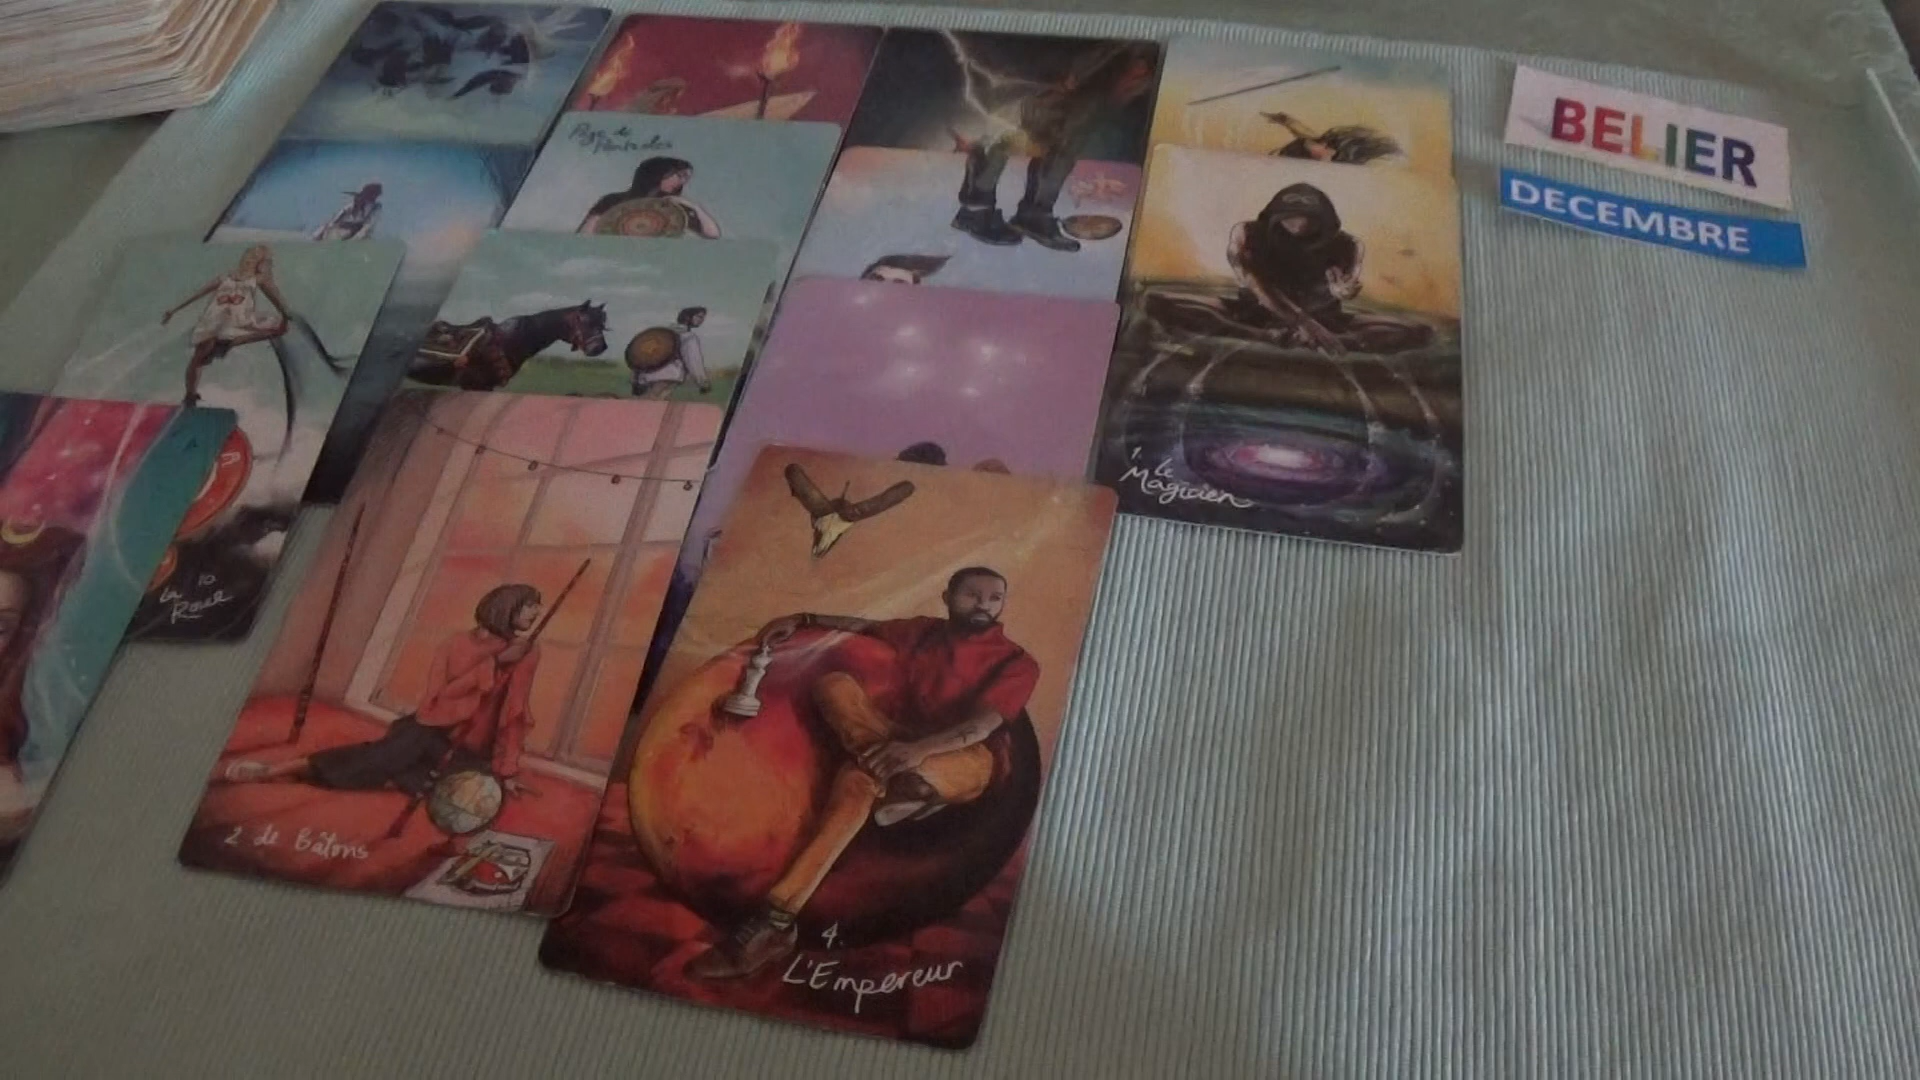 BELIER
DECEMBRE
Page de
Pentacles
1. Le
Magicien
10
La
Roue
2 de Bâtons
4.
L'Empereur